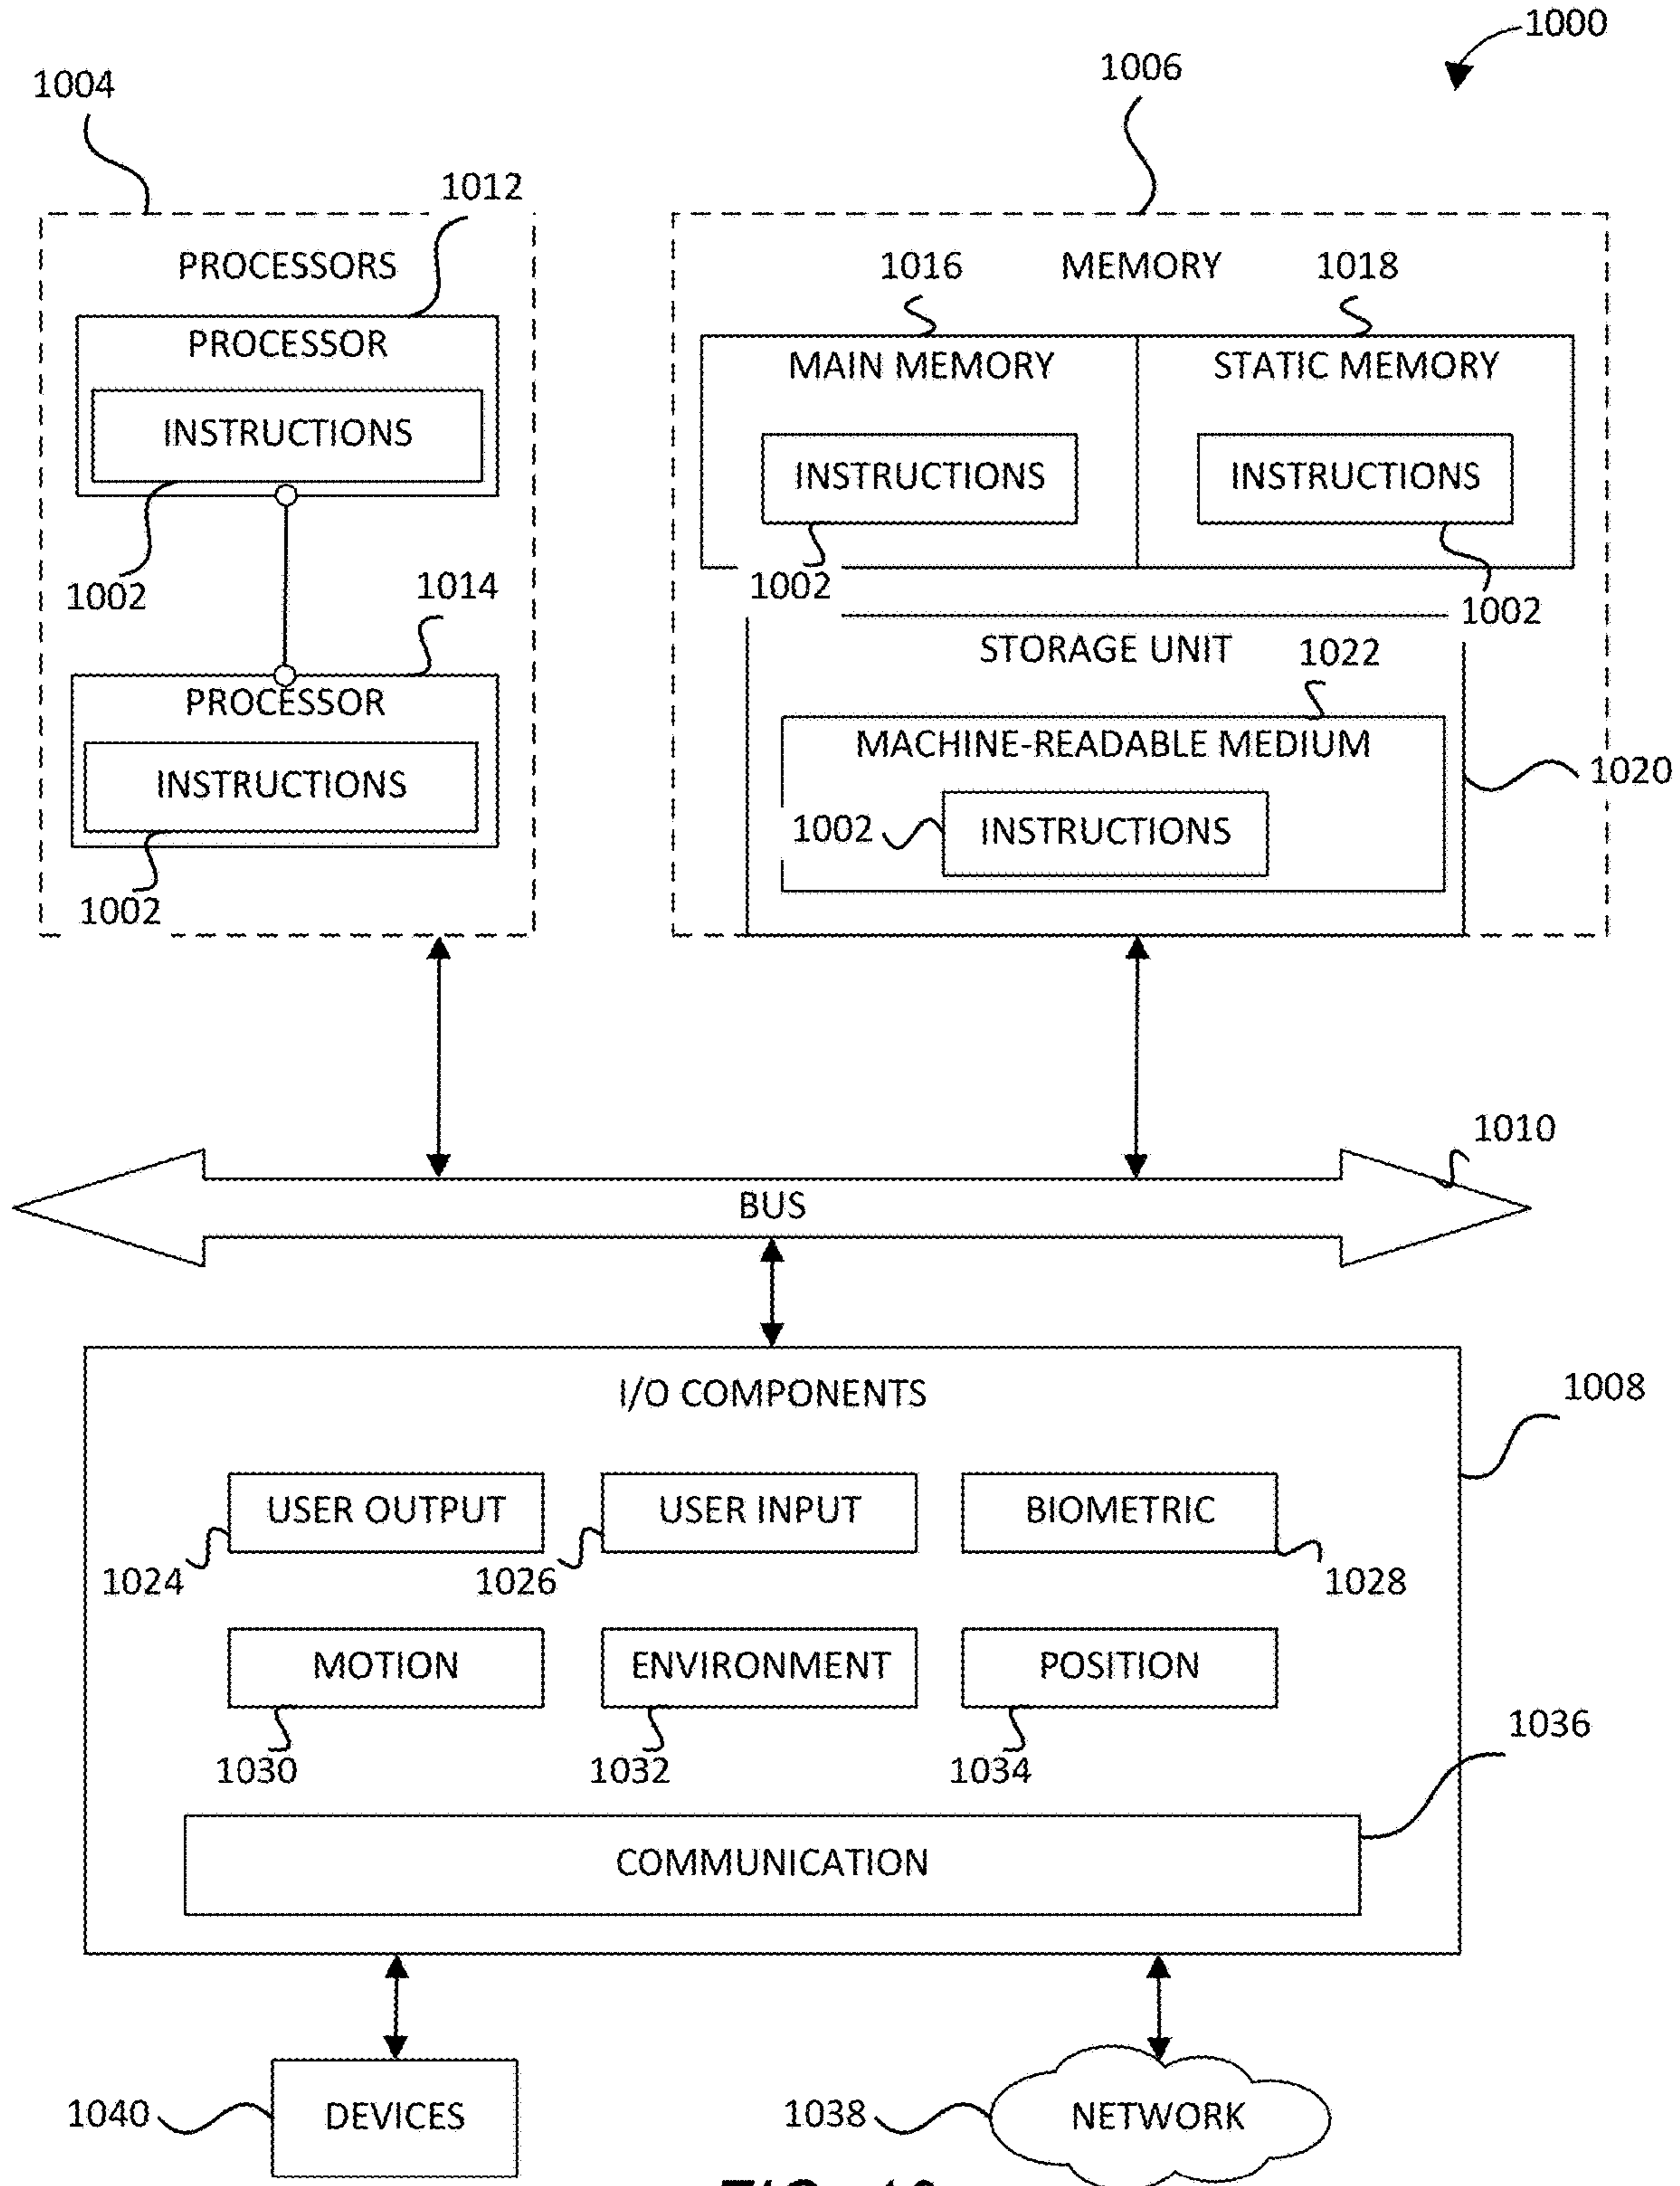 1000
1004
1006
1012
PROCESSORS
PROCESSOR
INSTRUCTIONS
1002
1014
PROCESSOR
INSTRUCTIONS
1002
1016
MEMORY
1018
MAIN MEMORY
STATIC MEMORY
INSTRUCTIONS
INSTRUCTIONS
1002
1002
STORAGE UNIT
1022
MACHINE-READABLE MEDIUM
1020
1002
INSTRUCTIONS
1010
BUS
I/O COMPONENTS
1008
USER OUTPUT
USER INPUT
BIOMETRIC
1024
1026
1028
MOTION
ENVIRONMENT
POSITION
1030
1032
1034
1036
COMMUNICATION
1040
DEVICES
1038
NETWORK